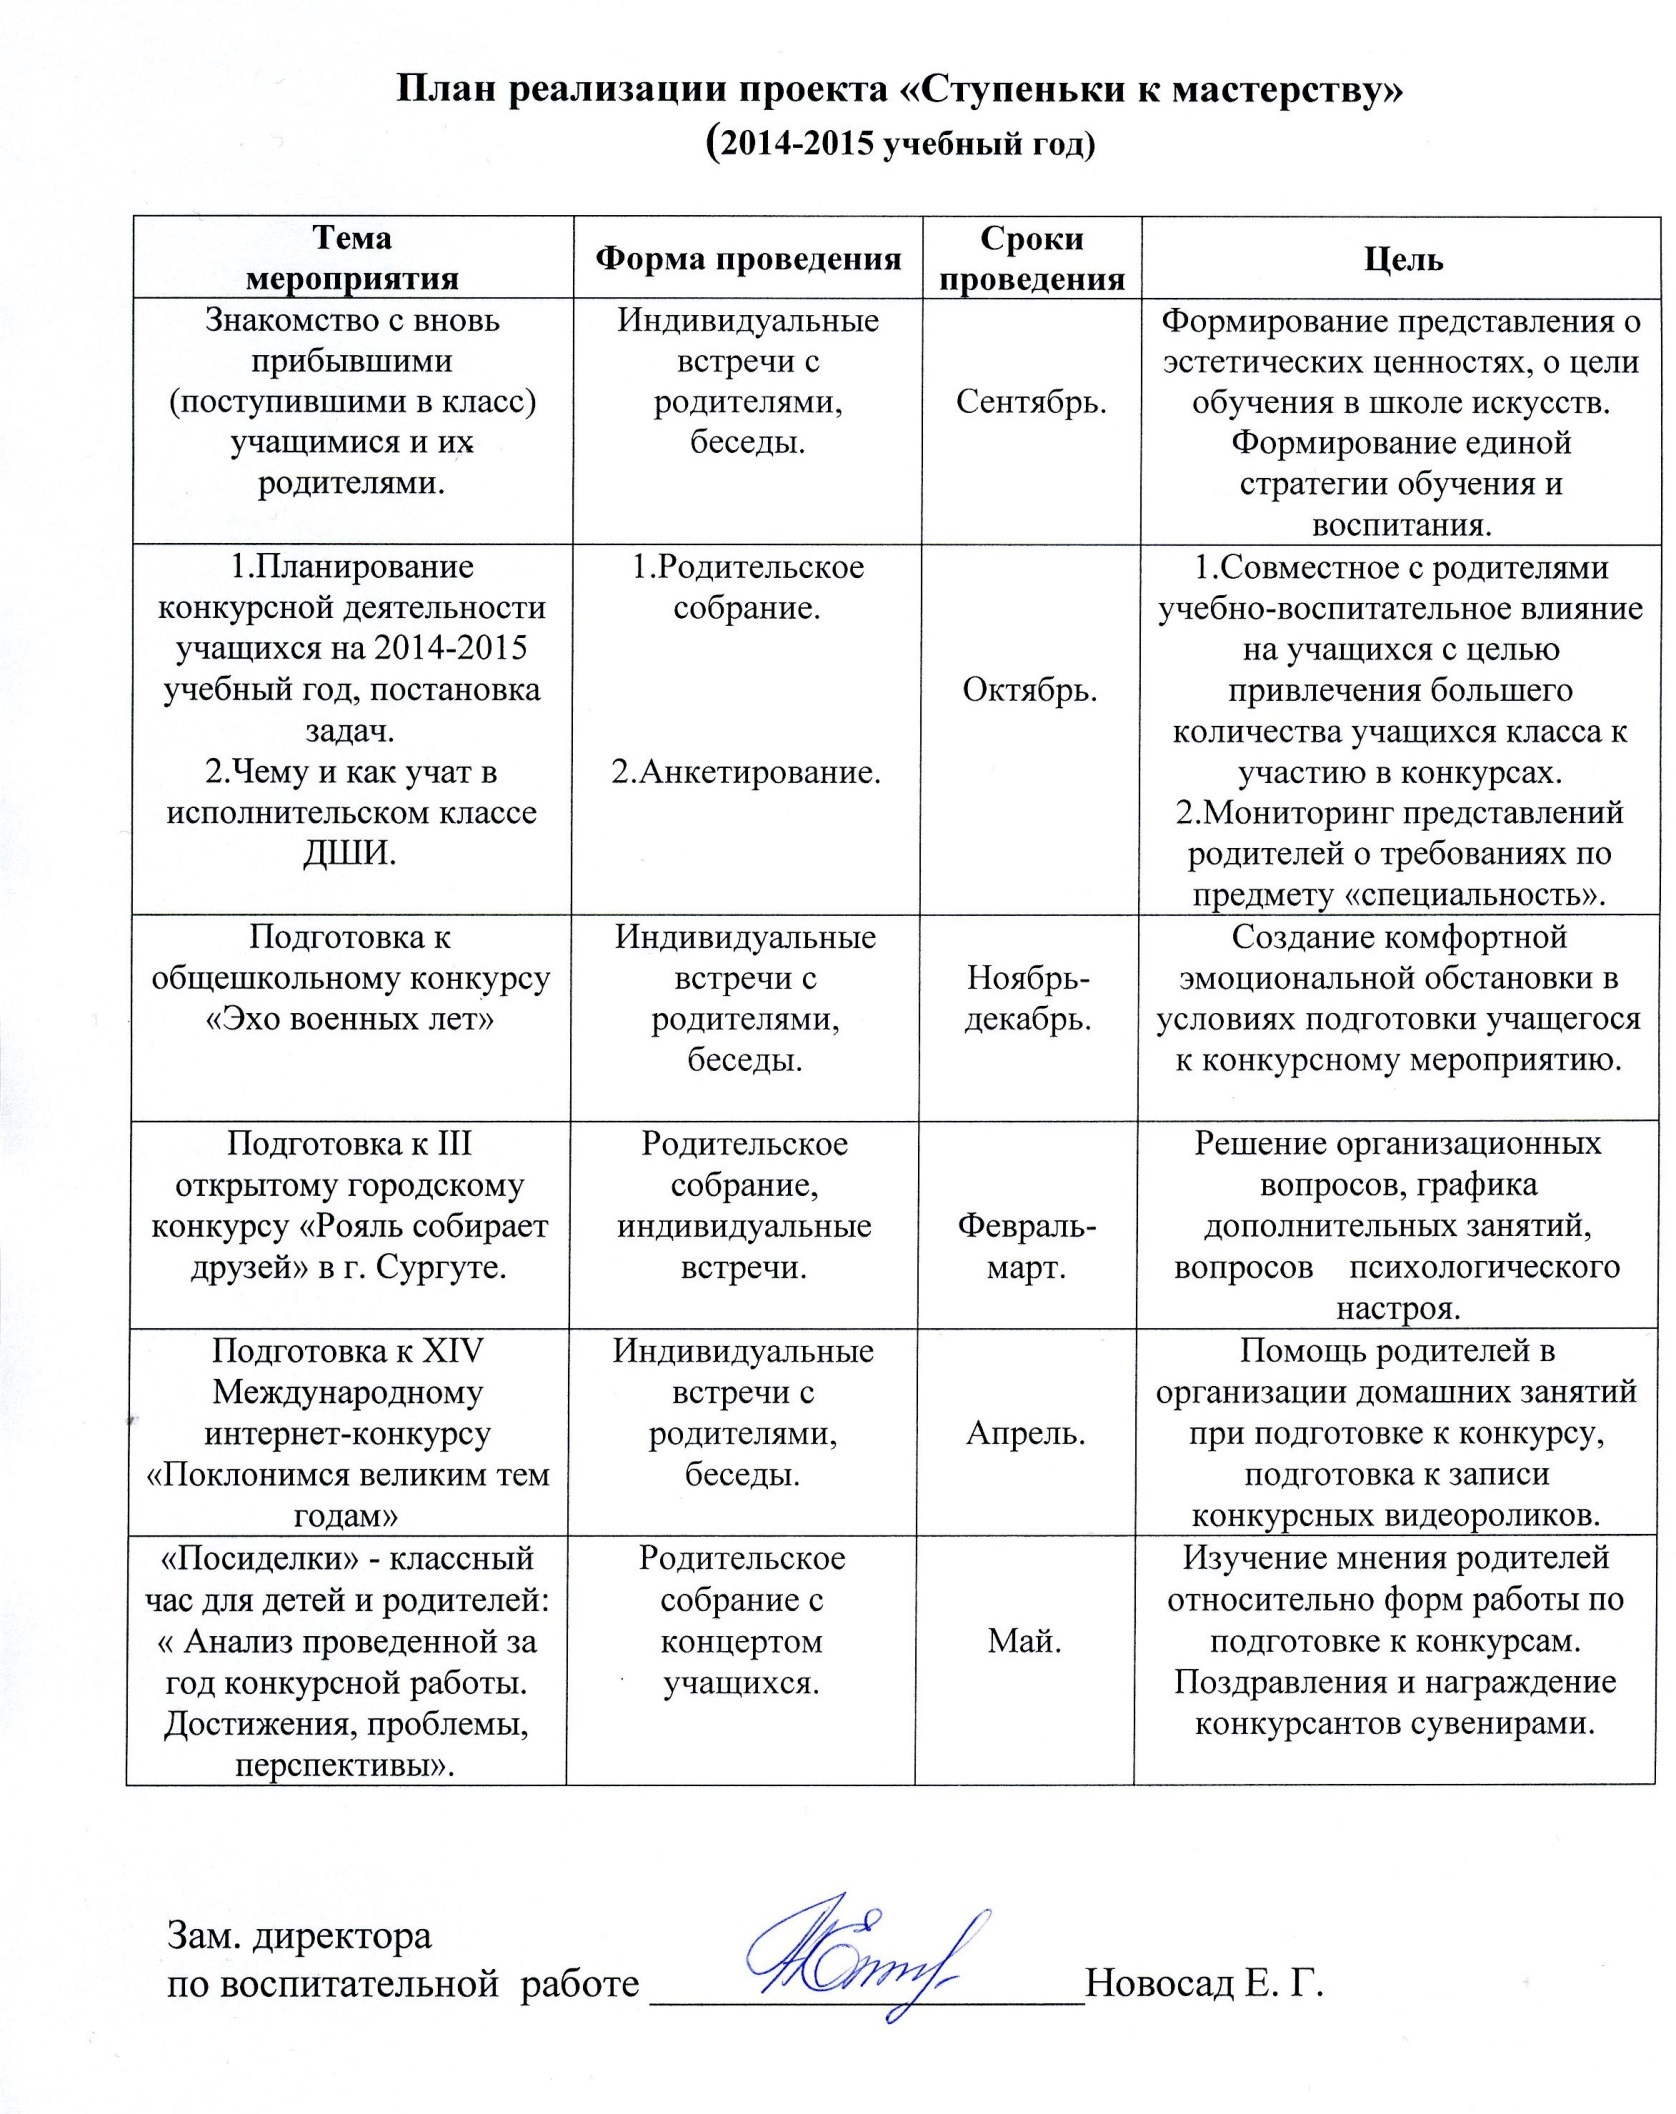 План реализации проекта «Ступеньки к мастерству»
(2014-2015 учебный год)
Тема
мероприятия
Форма проведения
Сроки
проведения
Цель
Знакомство с вновь
прибывшими
(поступившими в класс)
учащимися и их
родителями.
Индивидуальные
встречи с
родителями,
беседы.
Сентябрь.
Формирование представления о
эстетических ценностях, о цели
обучения в школе искусств.
Формирование единой
стратегии обучения и
воспитания.
1.Планирование
конкурсной деятельности
учащихся на 2014-2015
учебный год, постановка
задач.
2.Чему и как учат в
исполнительском классе
ДШИ.
1.Родительское
собрание.
2.Анкетирование.
Октябрь.
1.Совместное с родителями
учебно-воспитательное влияние
на учащихся с целью
привлечения большего
количества учащихся класса к
участию в конкурсах.
2.Мониторинг представлений
родителей о требованиях по
предмету «специальность».
Подготовка к
общешкольному конкурсу
«Эхо военных лет»
Индивидуальные
встречи с
родителями,
беседы.
Ноябрь-
декабрь.
Создание комфортной
эмоциональной обстановки в
условиях подготовки учащегося
к конкурсному мероприятию.
Подготовка к III
открытому городскому
конкурсу «Рояль собирает
друзей» в г. Сургуте.
Родительское
собрание,
индивидуальные
встречи.
Февраль-
март.
Решение организационных
вопросов, графика
дополнительных занятий,
вопросов психологического
настроя.
Подготовка к XIV
Международному
интернет-конкурсу
«Поклонимся великим тем
годам»
Индивидуальные
встречи с
родителями,
беседы.
Апрель.
Помощь родителей в
организации домашних занятий
при подготовке к конкурсу,
подготовка к записи
конкурсных видеороликов.
«Посиделки» - классный
час для детей и родителей:
« Анализ проведенной за
год конкурсной работы.
Достижения, проблемы,
перспективы».
Родительское
собрание с
концертом
учащихся.
Май.
Изучение мнения родителей
относительно форм работы по
подготовке к конкурсам.
Поздравления и награждение
конкурсантов сувенирами.
Зам. директора
по воспитательной работе ____________________Новосад Е. Г.